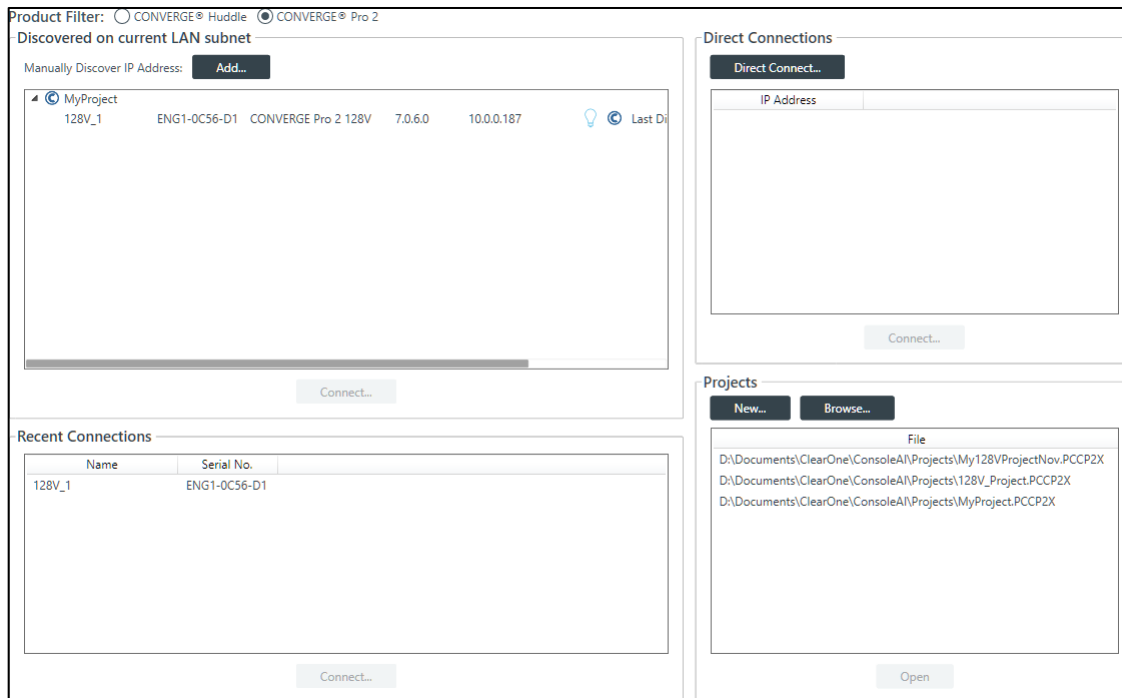 Product Filter: CONVERGE® Huddle CONVERGE® Pro 2
Discovered on current LAN subnet
Manually Discover IP Address: Add...
MyProject
128V_1 ENG1-0C56-D1 CONVERGE Pro 2 128V 7.0.6.0 10.0.0.187 Last Di
Connect...
Recent Connections
Name Serial No.
128V_1 ENG1-0C56-D1
Connect...
Direct Connections
Direct Connect...
IP Address
Connect...
Projects
New... Browse...
File
D:\Documents\ClearOne\ConsoleAI\Projects\My128VProjectNov.PCCP2X
D:\Documents\ClearOne\ConsoleAI\Projects\128V_Project.PCCP2X
D:\Documents\ClearOne\ConsoleAI\Projects\MyProject.PCCP2X
Open